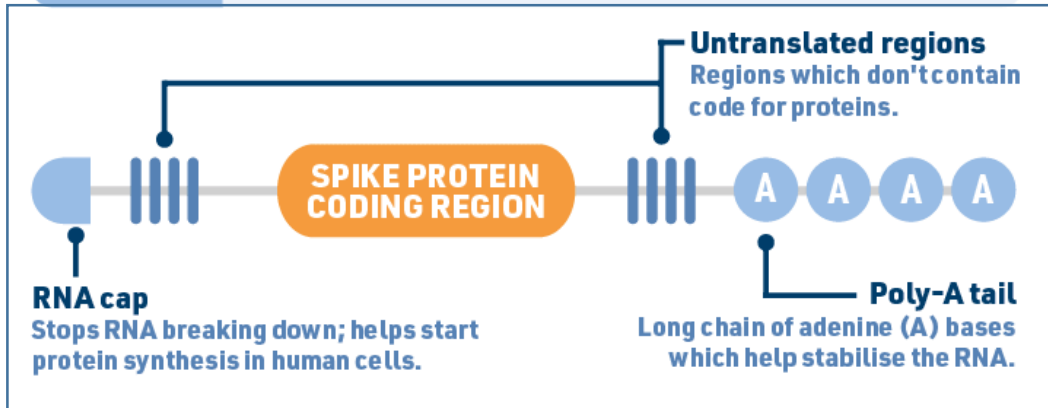 Untranslated regions
Regions which don't contain
code for proteins.
SPIKE PROTEIN
CODING REGION
A A A A
RNA cap
Stops RNA breaking down; helps start
protein synthesis in human cells.
Poly-A tail
Long chain of adenine (A) bases
which help stabilise the RNA.